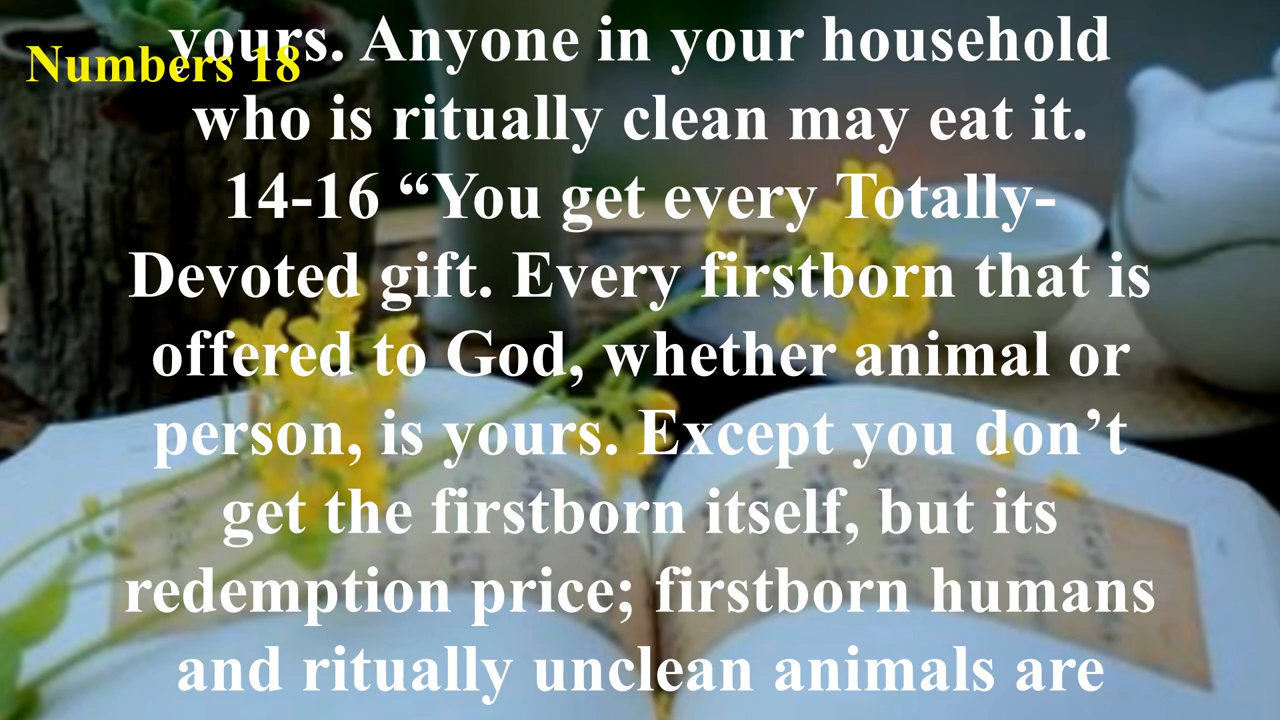 yours. Anyone in your household
Numbers 18
who is ritually clean may eat it.
14-16 “You get every Totally-
Devoted gift. Every firstborn that is
offered to God, whether animal or
person, is yours. Except you don’t
get the firstborn itself, but its
redemption price; firstborn humans
and ritually unclean animals are